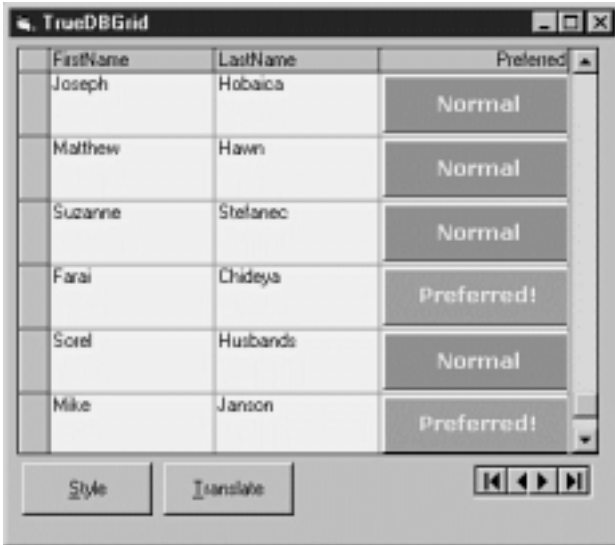 TrueDBGrid
FirstName LastName Preferred
Joseph Hobaica Normal
Matthew Hawn Normal
Suzanne Stefanec Normal
Farai Chideya Preferred!
Sorel Husbands Normal
Mike Janson Preferred!
Style Translate